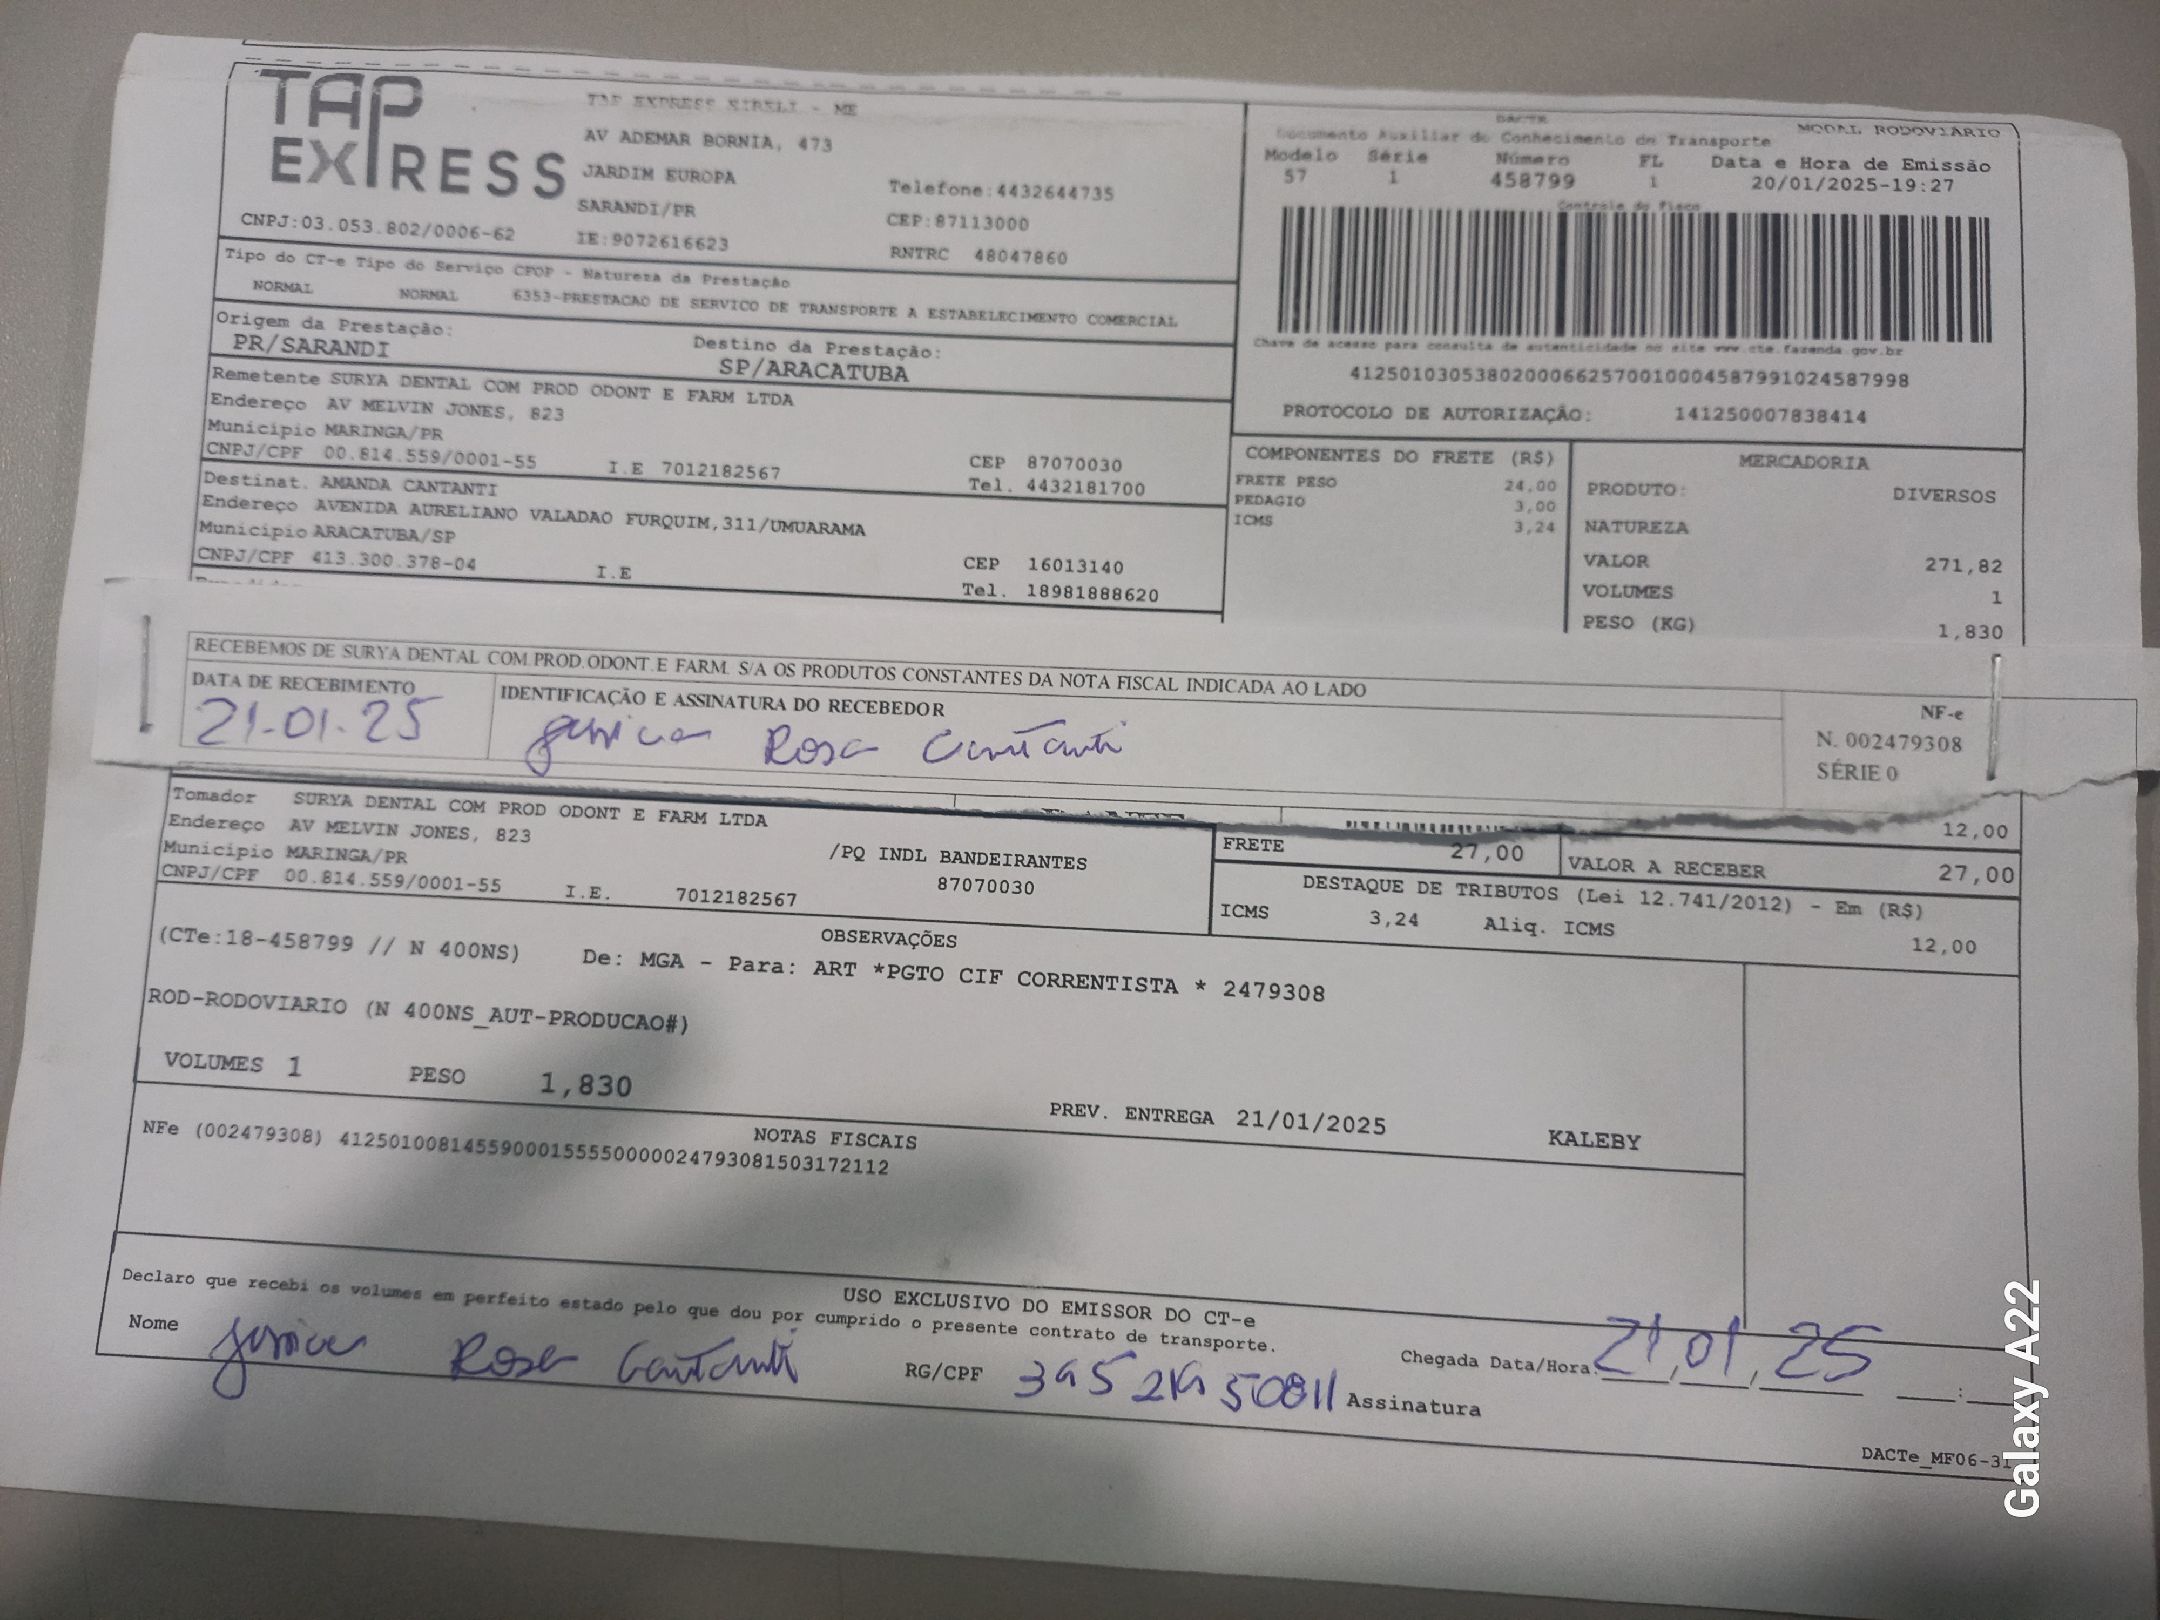 TAP EXPRESS
TAP EXPRESS EIRELI - ME
AV ADEMAR BORNIA, 473
JARDIM EUROPA
SARANDI/PR
IE:9072616623
Telefone:4432644735
CEP:87113000
RNTRC 48047860
CNPJ:03.053.802/0006-62
DACTE MODAL RODOVIÁRIO
Documento Auxiliar do Conhecimento de Transporte
Modelo Série Número FL Data e Hora de Emissão
57 1 458799 1 20/01/2025-19:27
Controle do Fisco
Chave de acesso para consulta de autenticidade no site www.cte.fazenda.gov.br
41250103053802000662570010004587991024587998
PROTOCOLO DE AUTORIZAÇÃO: 141250007838414
Tipo do CT-e Tipo do Serviço CFOP - Natureza da Prestação
NORMAL NORMAL 6353-PRESTACAO DE SERVICO DE TRANSPORTE A ESTABELECIMENTO COMERCIAL
Origem da Prestação: Destino da Prestação:
PR/SARANDI SP/ARACATUBA
Remetente SURYA DENTAL COM PROD ODONT E FARM LTDA
Endereço AV MELVIN JONES, 823
Municipio MARINGA/PR CEP 87070030
CNPJ/CPF 00.814.559/0001-55 I.E 7012182567 Tel. 4432181700
Destinat. AMANDA CANTANTI
Endereço AVENIDA AURELIANO VALADAO FURQUIM,311/UMUARAMA
Municipio ARACATUBA/SP CEP 16013140
CNPJ/CPF 413.300.378-04 I.E Tel. 18981888620
COMPONENTES DO FRETE (R$)
FRETE PESO 24,00
PEDAGIO 3,00
ICMS 3,24
MERCADORIA
PRODUTO: DIVERSOS
NATUREZA
VALOR 271,82
VOLUMES 1
PESO (KG) 1,830
RECEBEMOS DE SURYA DENTAL COM.PROD.ODONT.E FARM. S/A OS PRODUTOS CONSTANTES DA NOTA FISCAL INDICADA AO LADO
DATA DE RECEBIMENTO IDENTIFICAÇÃO E ASSINATURA DO RECEBEDOR
21.01.25 Jessica Rosa Cantanti
NF-e
N. 002479308
SÉRIE 0
Tomador SURYA DENTAL COM PROD ODONT E FARM LTDA
Endereço AV MELVIN JONES, 823 /PQ INDL BANDEIRANTES
Municipio MARINGA/PR 87070030
CNPJ/CPF 00.814.559/0001-55 I.E. 7012182567
12,00
FRETE 27,00 VALOR A RECEBER 27,00
DESTAQUE DE TRIBUTOS (Lei 12.741/2012) - Em (R$)
ICMS 3,24 Aliq. ICMS 12,00
OBSERVAÇÕES
(CTe:18-458799 // N 400NS) De: MGA - Para: ART *PGTO CIF CORRENTISTA * 2479308
ROD-RODOVIARIO (N 400NS_AUT-PRODUCAO#)
VOLUMES 1 PESO 1,830 PREV. ENTREGA 21/01/2025 KALEBY
NOTAS FISCAIS
NFe (002479308) 41250100814559000155550000024793081503172112
USO EXCLUSIVO DO EMISSOR DO CT-e
Declaro que recebi os volumes em perfeito estado pelo que dou por cumprido o presente contrato de transporte.
Nome Jessica Rosa Cantanti RG/CPF Assinatura
Chegada Data/Hora: 21,01,25 :
DACTe_MF06-31
Galaxy A22